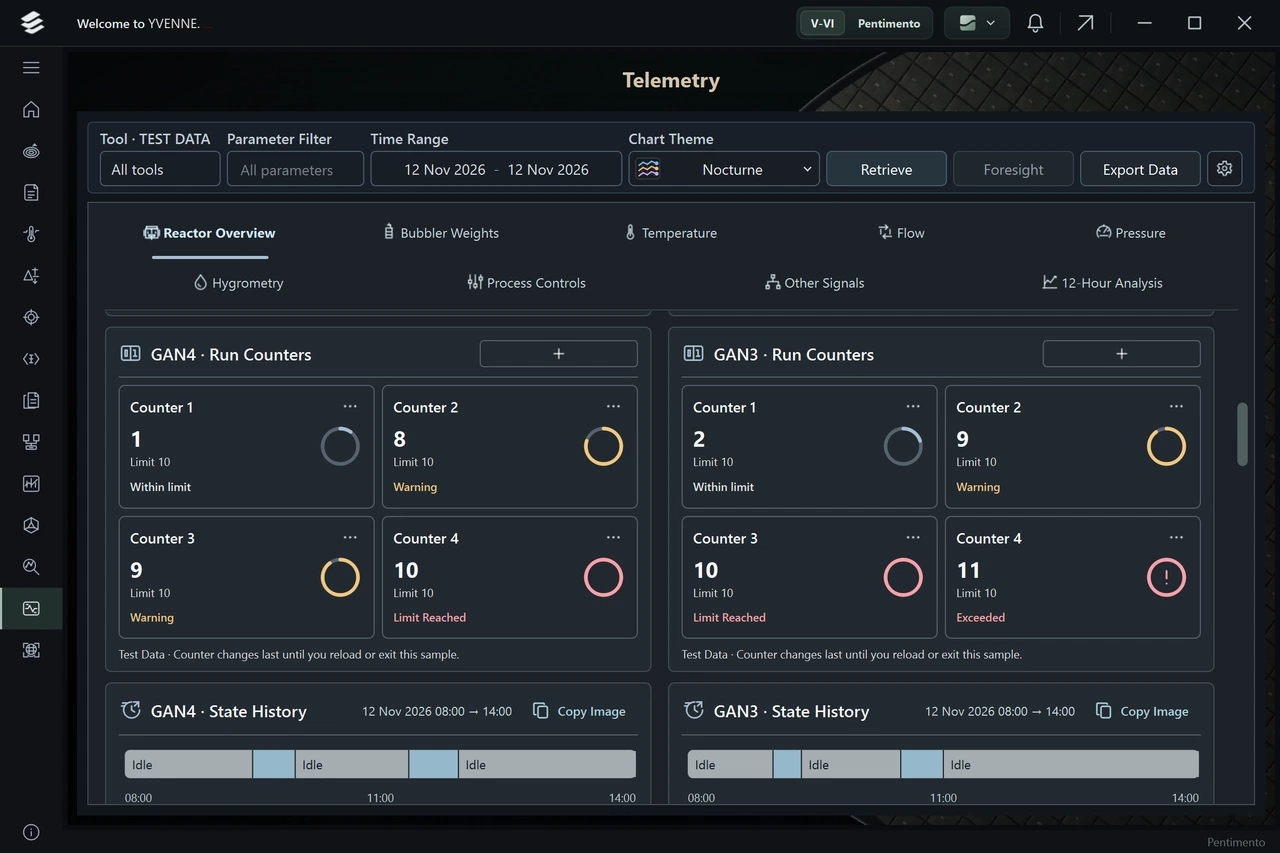 Welcome to YVENNE.
V-VI Pentimento
Telemetry
Tool · TEST DATA
Parameter Filter
Time Range
Chart Theme
All tools
All parameters
12 Nov 2026 - 12 Nov 2026
Nocturne
Retrieve
Foresight
Export Data
Reactor Overview
Bubbler Weights
Temperature
Flow
Pressure
Hygrometry
Process Controls
Other Signals
12-Hour Analysis
GAN4 · Run Counters
+
Counter 1
...
1
Limit 10
Within limit
Counter 2
...
8
Limit 10
Warning
Counter 3
...
9
Limit 10
Warning
Counter 4
...
10
Limit 10
Limit Reached
Test Data · Counter changes last until you reload or exit this sample.
GAN3 · Run Counters
+
Counter 1
...
2
Limit 10
Within limit
Counter 2
...
9
Limit 10
Warning
Counter 3
...
10
Limit 10
Limit Reached
Counter 4
...
11
Limit 10
!
Exceeded
Test Data · Counter changes last until you reload or exit this sample.
GAN4 · State History
12 Nov 2026 08:00 → 14:00
Copy Image
Idle Idle Idle
08:00 11:00 14:00
GAN3 · State History
12 Nov 2026 08:00 → 14:00
Copy Image
Idle Idle Idle
08:00 11:00 14:00
Pentimento